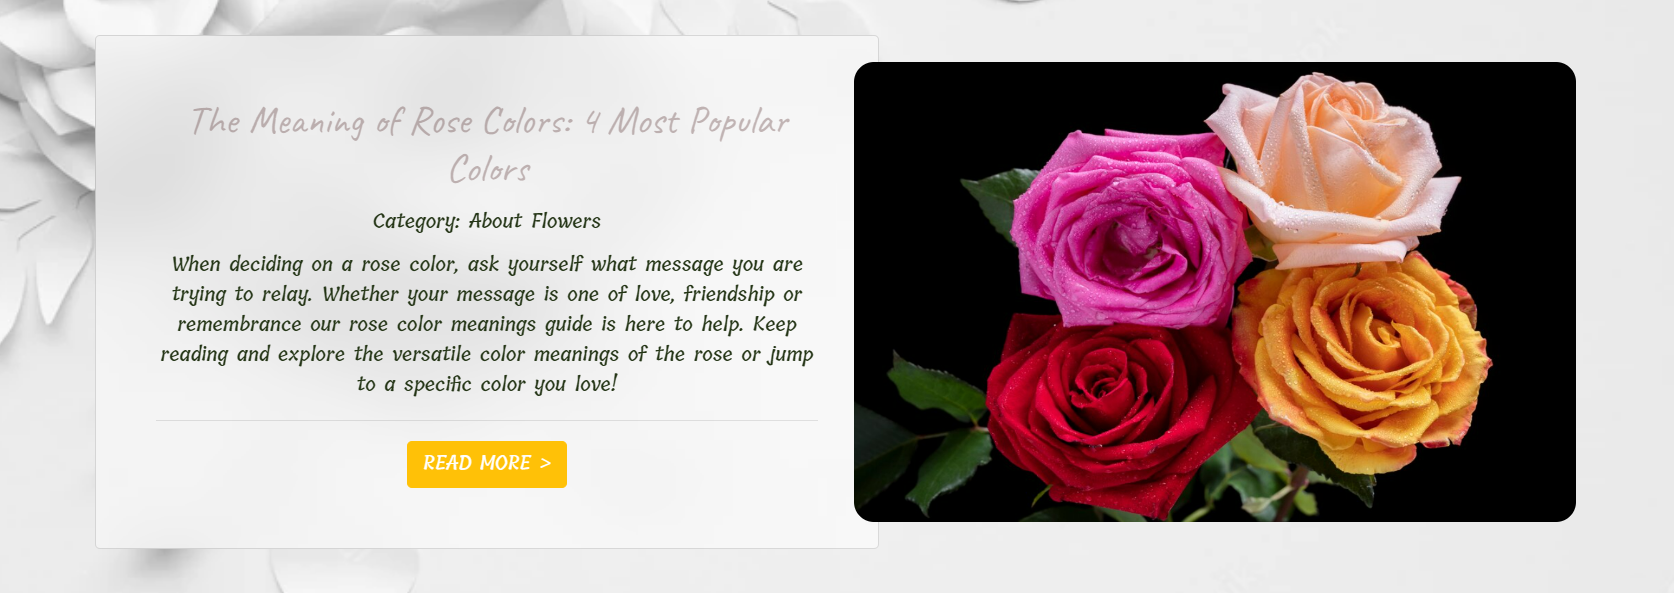 The Meaning of Rose Colors: 4 Most Popular
Colors
Category: About Flowers
When deciding on a rose color, ask yourself what message you are
trying to relay. Whether your message is one of love, friendship or
remembrance our rose color meanings guide is here to help. Keep
reading and explore the versatile color meanings of the rose or jump
to a specific color you love!
READ MORE >